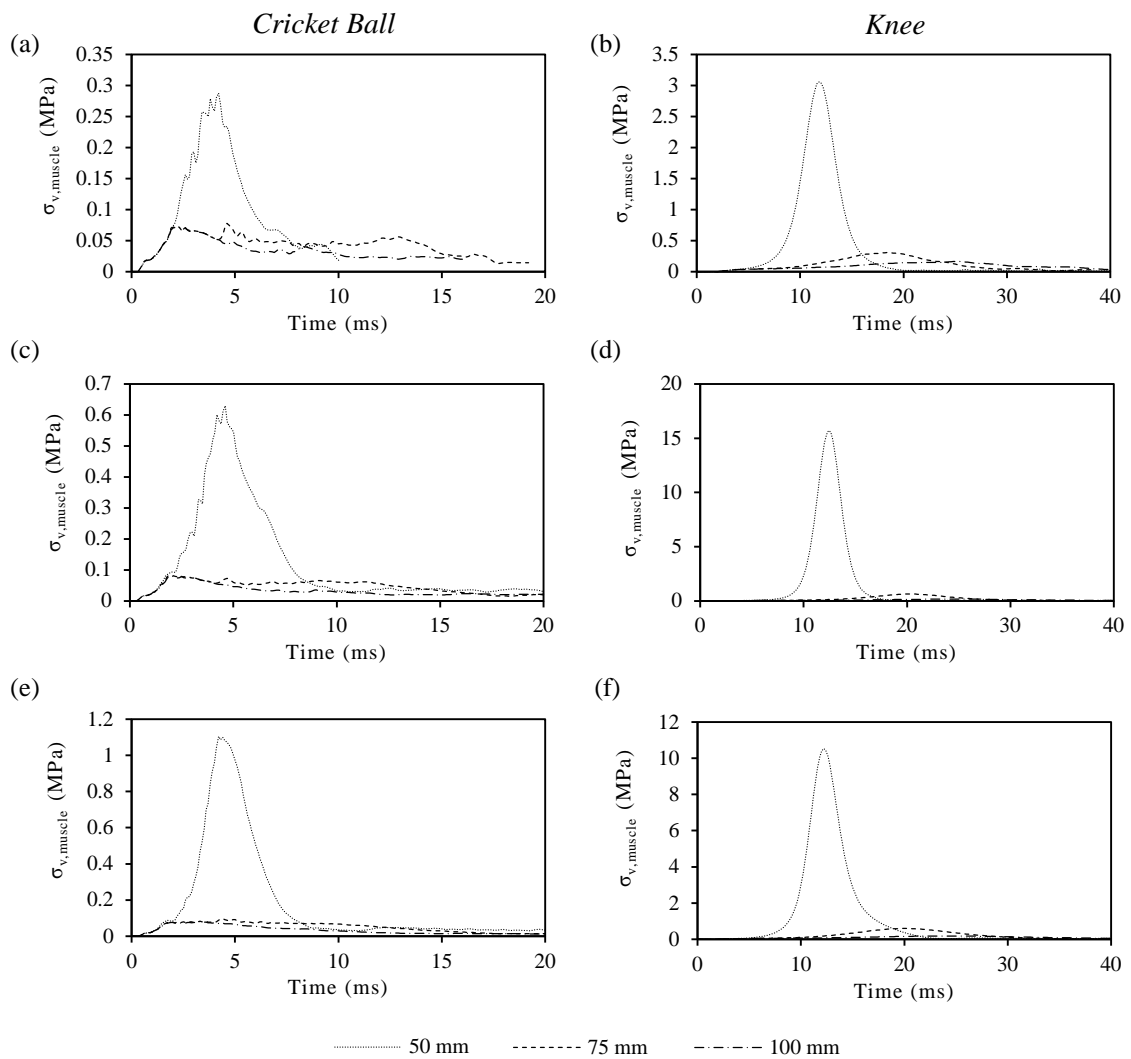 Cricket Ball
Knee
(a)
σv,muscle (MPa)
0.35
0.3
0.25
0.2
0.15
0.1
0.05
0
0 5 10 15 20
Time (ms)
(b)
σv,muscle (MPa)
3.5
3
2.5
2
1.5
1
0.5
0
0 10 20 30 40
Time (ms)
(c)
σv,muscle (MPa)
0.7
0.6
0.5
0.4
0.3
0.2
0.1
0
0 5 10 15 20
Time (ms)
(d)
σv,muscle (MPa)
20
15
10
5
0
0 10 20 30 40
Time (ms)
(e)
σv,muscle (MPa)
1.2
1
0.8
0.6
0.4
0.2
0
0 5 10 15 20
Time (ms)
(f)
σv,muscle (MPa)
12
10
8
6
4
2
0
0 10 20 30 40
Time (ms)
50 mm 75 mm 100 mm